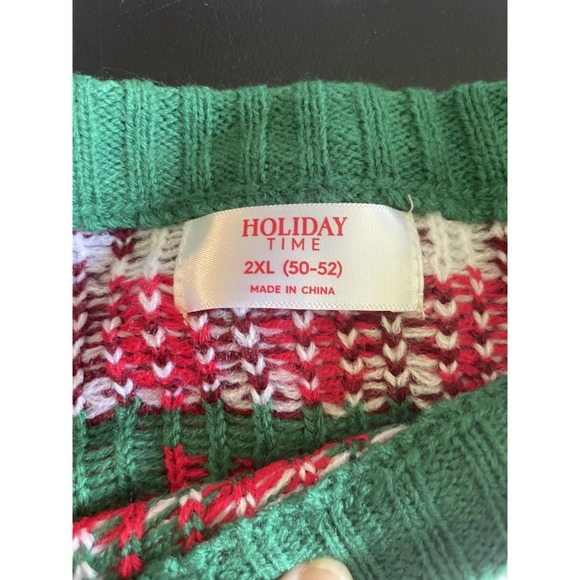 HOLIDAY
TIME
2XL (50-52)
MADE IN CHINA